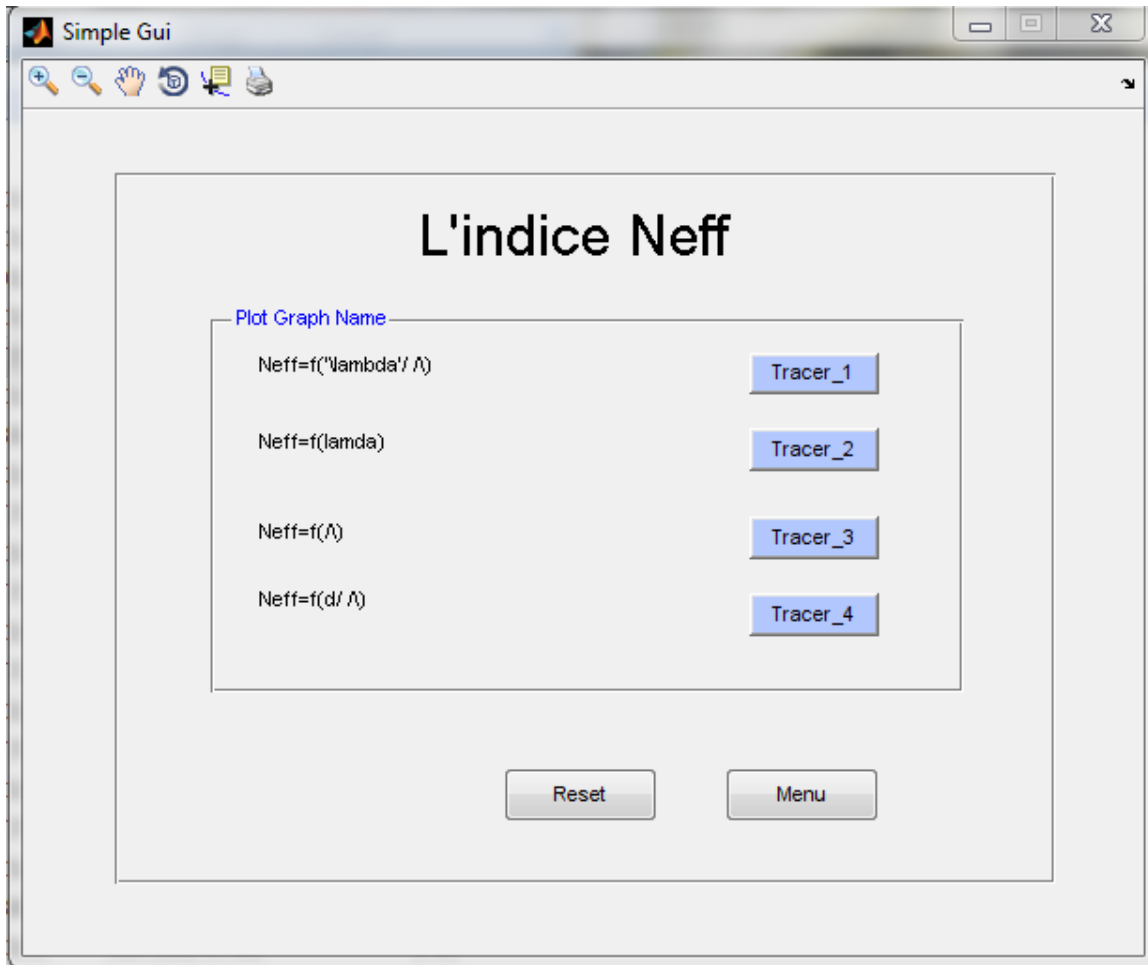 Simple Gui
L'indice Neff
Plot Graph Name
Neff=f('\lambda'/ /\)
Tracer_1
Neff=f(lamda)
Tracer_2
Neff=f(/\)
Tracer_3
Neff=f(d/ /\)
Tracer_4
Reset
Menu